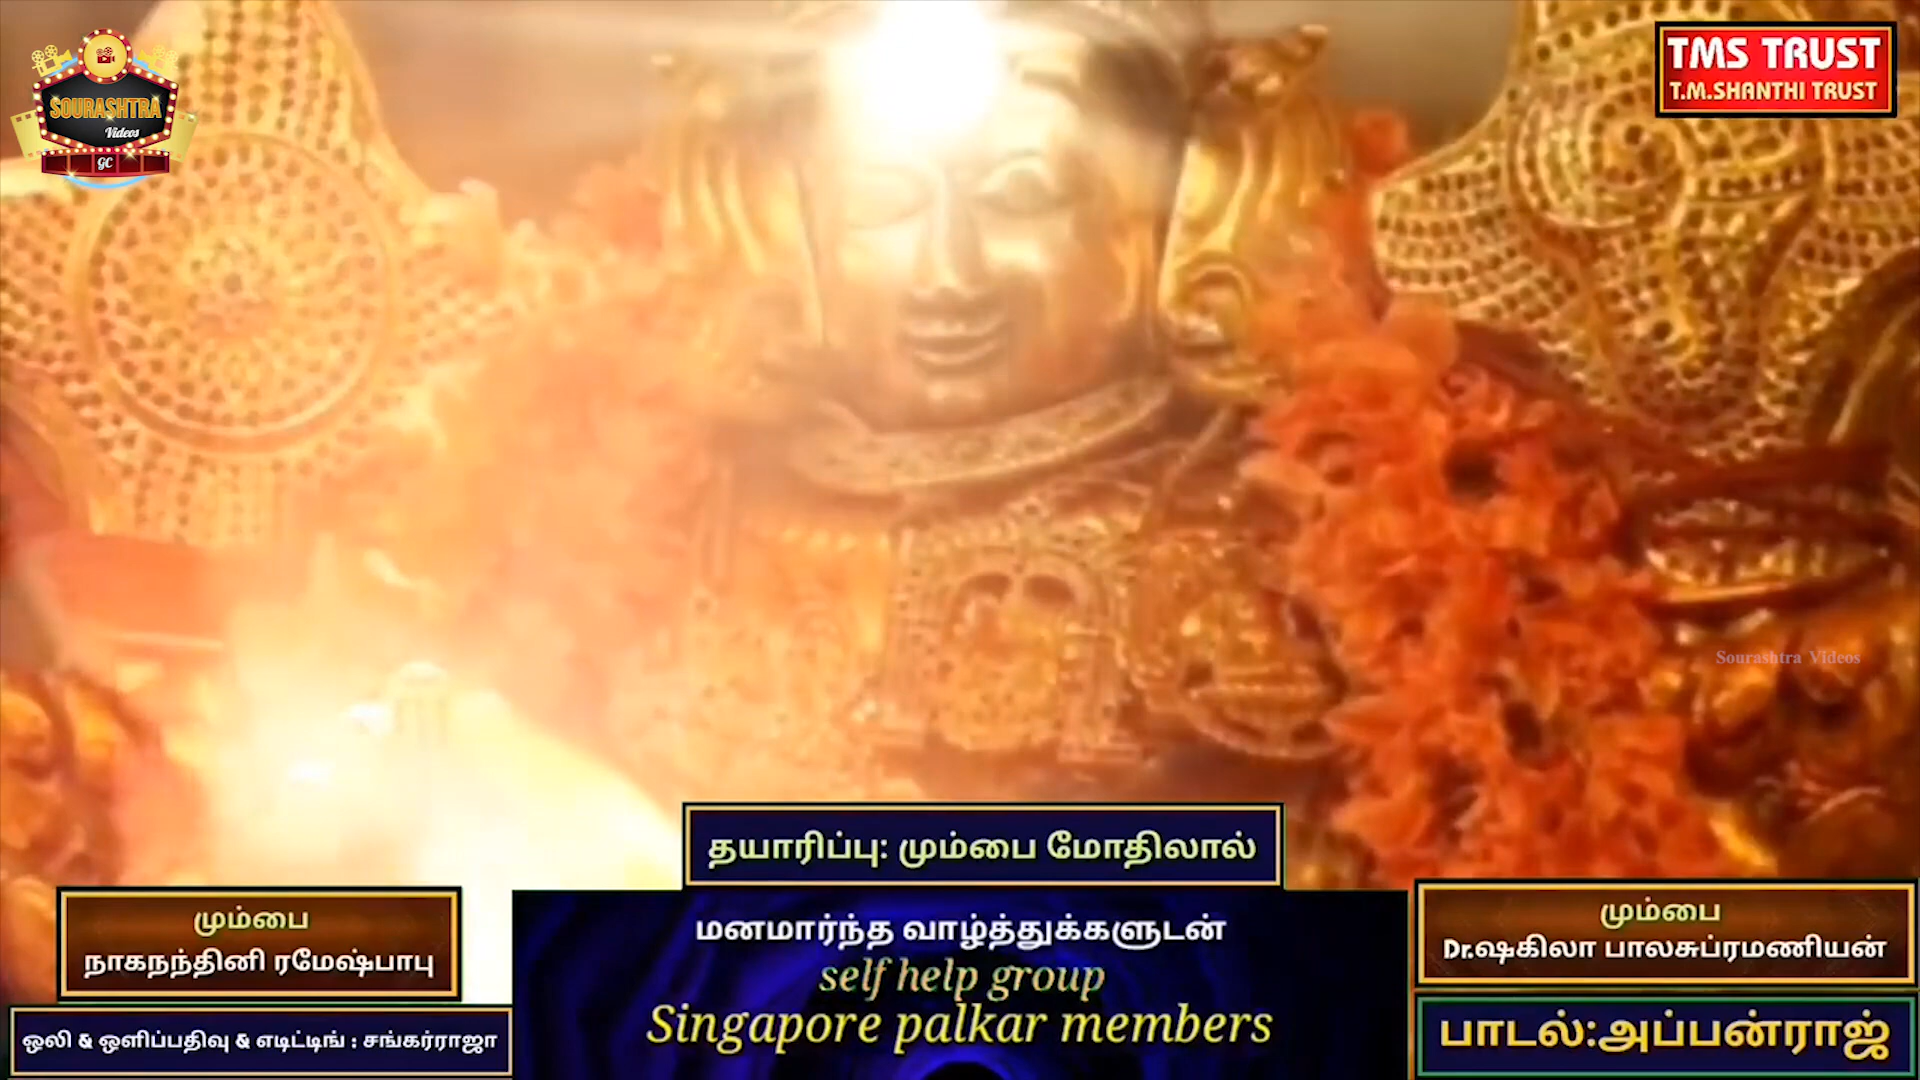 SOURASHTRA
Videos
GC
TMS TRUST
T.M.SHANTHI TRUST
Sourashtra Videos
தயாரிப்பு: மும்பை மோதிலால்
மும்பை
நாகநந்தினி ரமேஷ்பாபு
ஒலி & ஒளிப்பதிவு & எடிட்டிங் : சங்கர்ராஜா
மனமார்ந்த வாழ்த்துக்களுடன்
self help group
Singapore palkar members
மும்பை
Dr.ஷகிலா பாலசுப்ரமணியன்
பாடல்:அப்பன்ராஜ்